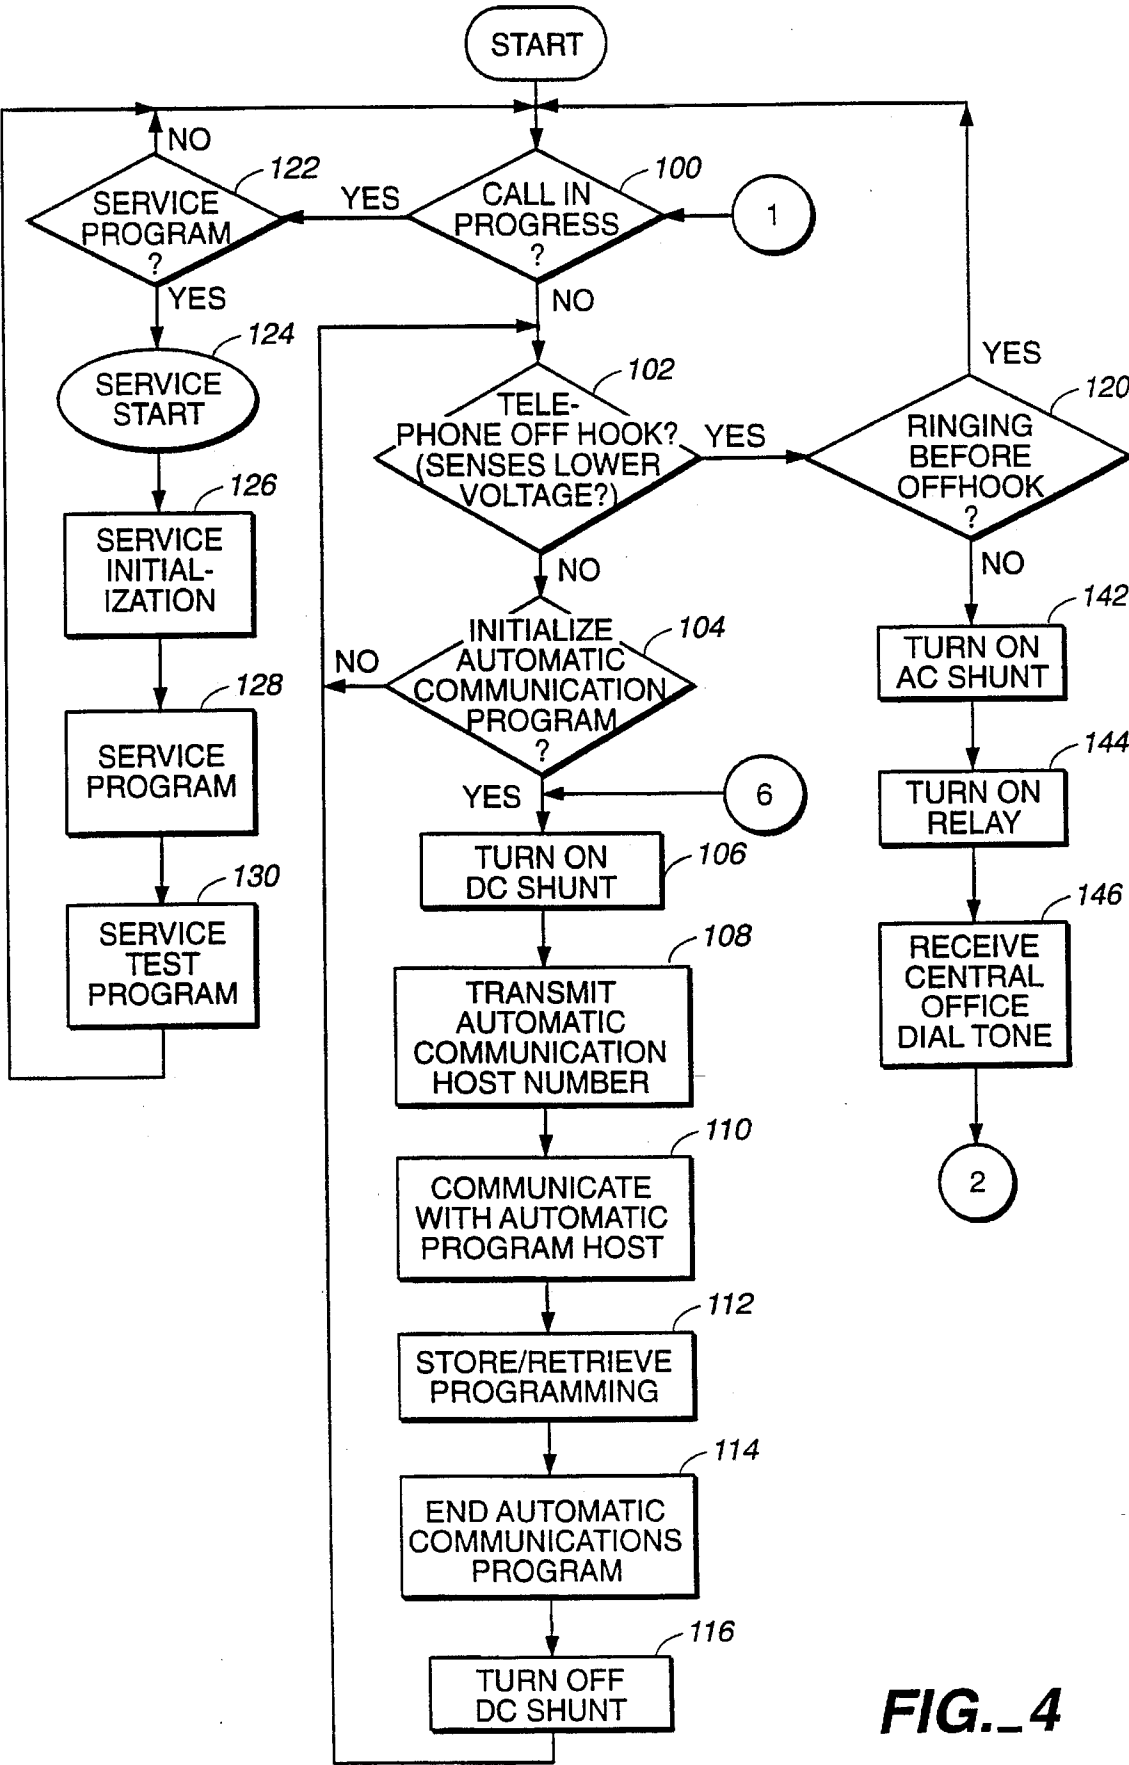 START
NO
122
SERVICE
PROGRAM
?
YES
YES
100
CALL IN
PROGRESS
?
NO
1
124
SERVICE
START
126
SERVICE
INITIAL-
IZATION
128
SERVICE
PROGRAM
130
SERVICE
TEST
PROGRAM
102
TELE-
PHONE OFF HOOK?
(SENSES LOWER
VOLTAGE?)
YES
NO
104
INITIALIZE
AUTOMATIC
COMMUNICATION
PROGRAM
?
NO
YES
6
106
TURN ON
DC SHUNT
108
TRANSMIT
AUTOMATIC
COMMUNICATION
HOST NUMBER
110
COMMUNICATE
WITH AUTOMATIC
PROGRAM HOST
112
STORE/RETRIEVE
PROGRAMMING
114
END AUTOMATIC
COMMUNICATIONS
PROGRAM
116
TURN OFF
DC SHUNT
YES
120
RINGING
BEFORE
OFFHOOK
?
NO
142
TURN ON
AC SHUNT
144
TURN ON
RELAY
146
RECEIVE
CENTRAL
OFFICE
DIAL TONE
2
FIG._4